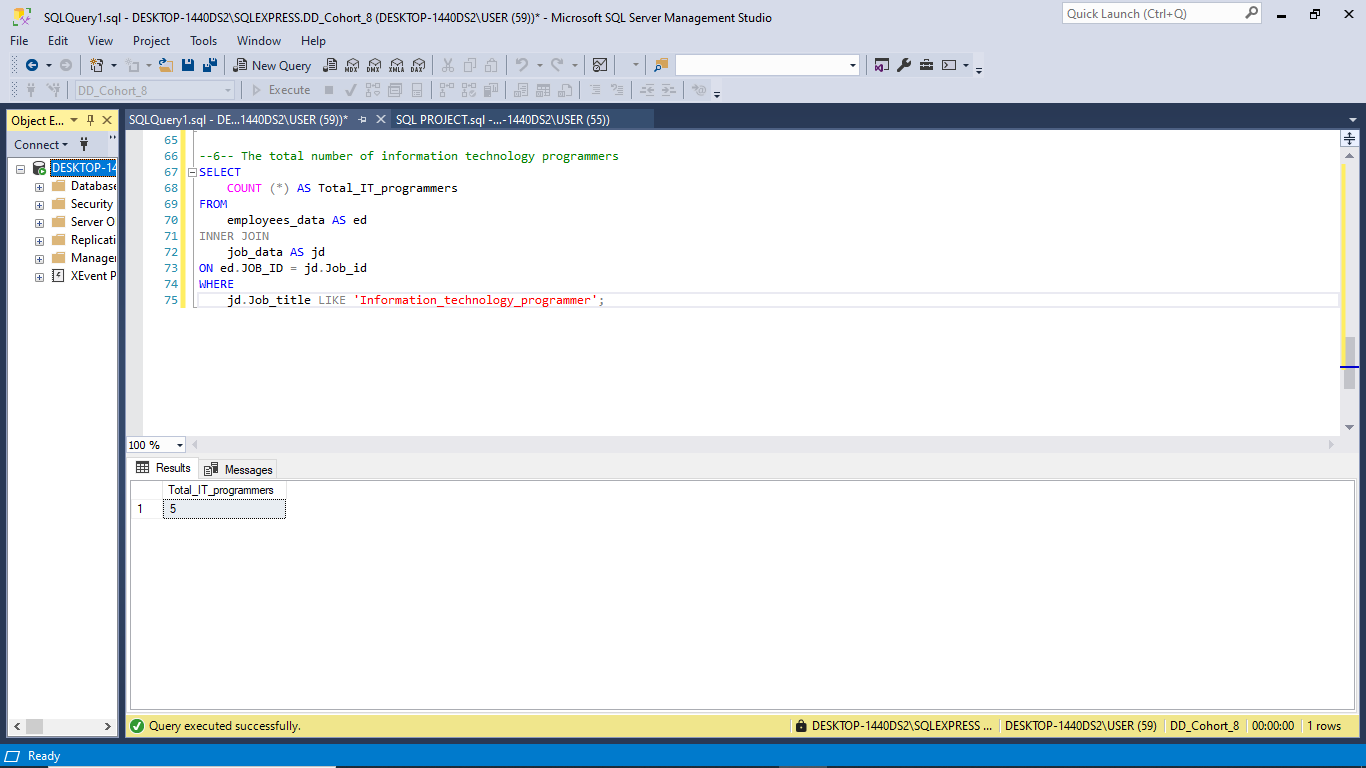 SQLQuery1.sql - DESKTOP-1440DS2\SQLEXPRESS.DD_Cohort_8 (DESKTOP-1440DS2\USER (59))* - Microsoft SQL Server Management Studio
Quick Launch (Ctrl+Q)
File Edit View Project Tools Window Help
New Query MDX DMX XMLA DAX
DD_Cohort_8 Execute
Object E...
SQLQuery1.sql - DE...1440DS2\USER (59))* SQL PROJECT.sql -...-1440DS2\USER (55))
Connect
DESKTOP-14
Database
Security
Server O
Replicati
Manager
XEvent P
65
66 --6-- The total number of information technology programmers
67 SELECT
68 COUNT (*) AS Total_IT_programmers
69 FROM
70 employees_data AS ed
71 INNER JOIN
72 job_data AS jd
73 ON ed.JOB_ID = jd.Job_id
74 WHERE
75 jd.Job_title LIKE 'Information_technology_programmer';
100 %
Results Messages
Total_IT_programmers
1 5
Query executed successfully. DESKTOP-1440DS2\SQLEXPRESS ... DESKTOP-1440DS2\USER (59) DD_Cohort_8 00:00:00 1 rows
Ready